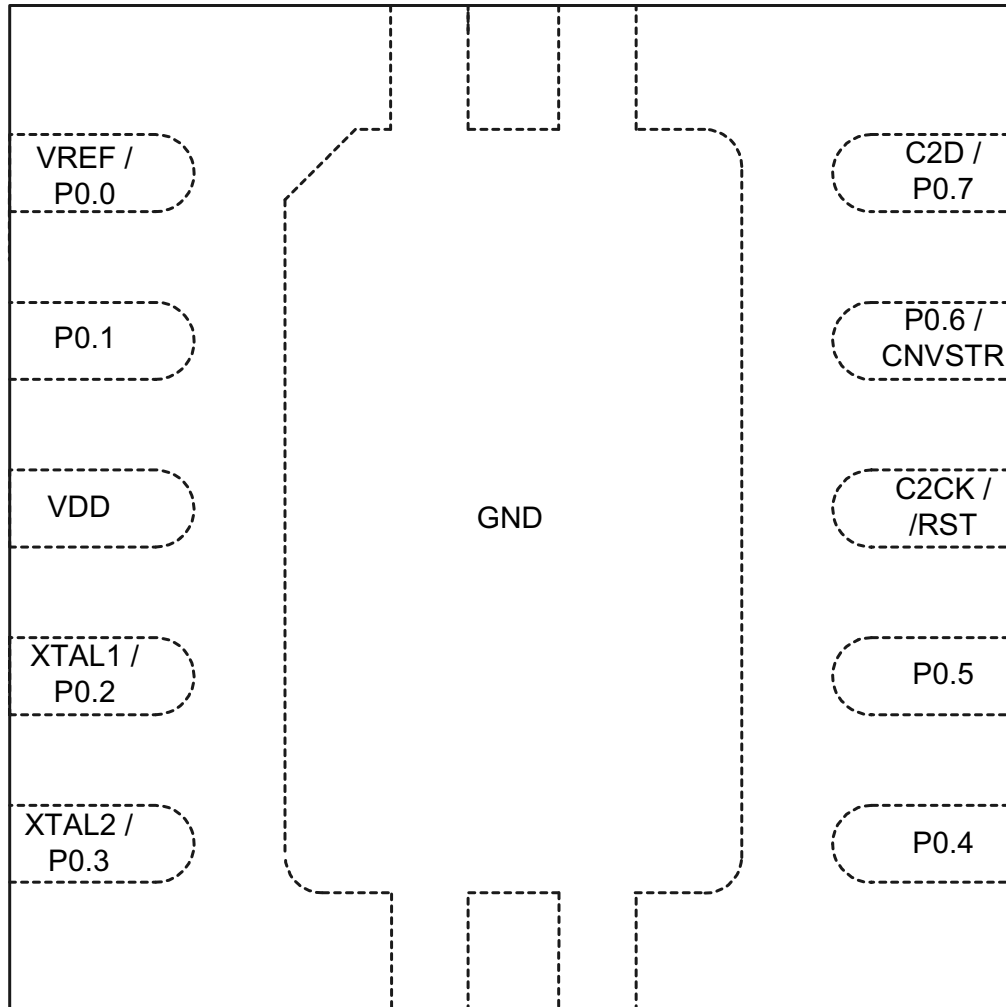 VREF /
P0.0
P0.1
VDD
XTAL1 /
P0.2
XTAL2 /
P0.3
GND
C2D /
P0.7
P0.6 /
CNVSTR
C2CK /
/RST
P0.5
P0.4